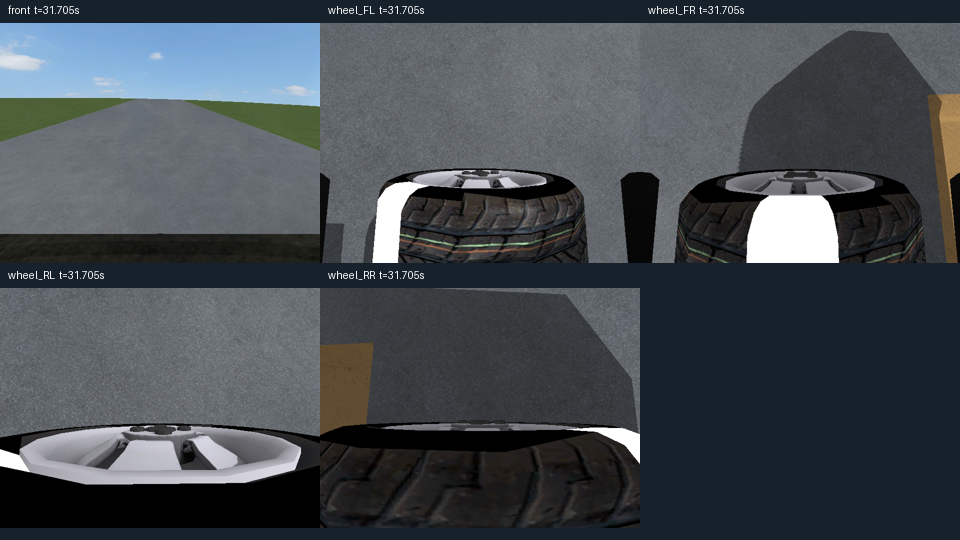 front t=31.705s
wheel_FL t=31.705s
wheel_FR t=31.705s
wheel_RL t=31.705s
wheel_RR t=31.705s